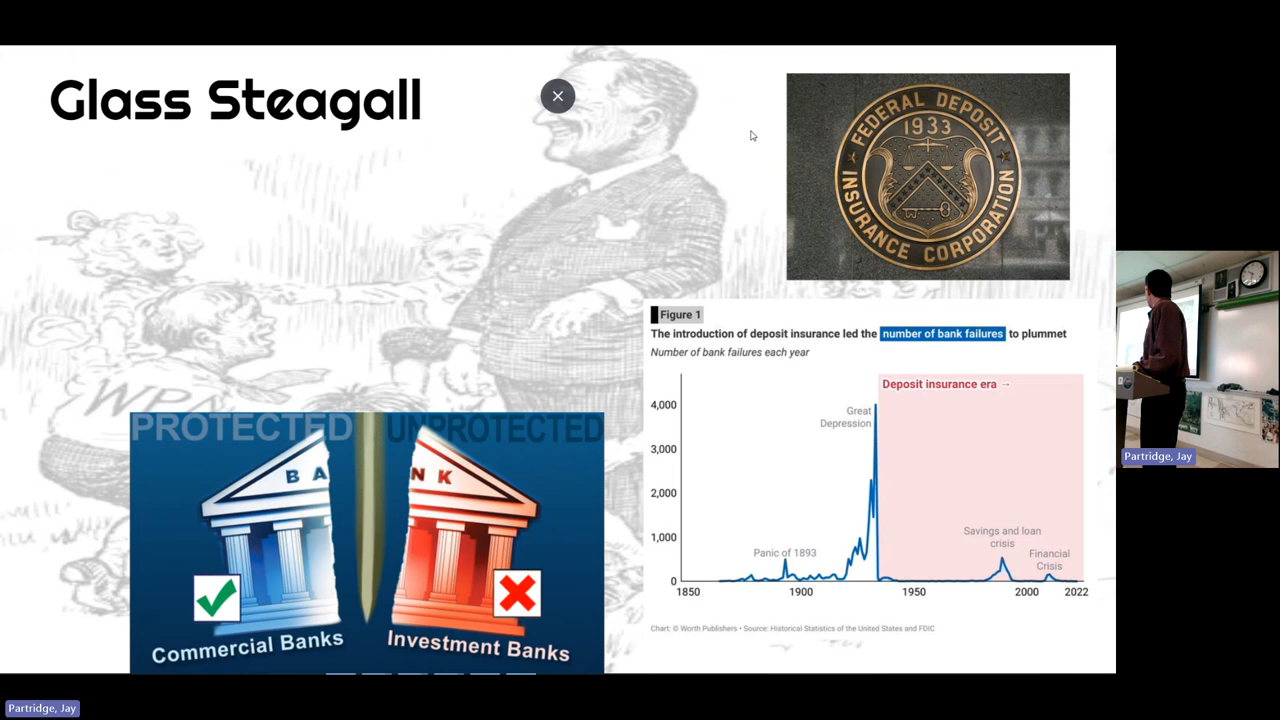 Glass Steagall
FEDERAL DEPOSIT
1933
INSURANCE CORPORATION
Figure 1
The introduction of deposit insurance led the number of bank failures to plummet
Number of bank failures each year
Deposit insurance era →
4,000
3,000
2,000
1,000
0
Great
Depression
Panic of 1893
Savings and loan
crisis
Financial
Crisis
1850
1900
1950
2000
2022
Chart: © Worth Publishers • Source: Historical Statistics of the United States and FDIC
WPA
PROTECTED
UNPROTECTED
BA
NK
Commercial Banks
Investment Banks
Partridge, Jay
Partridge, Jay